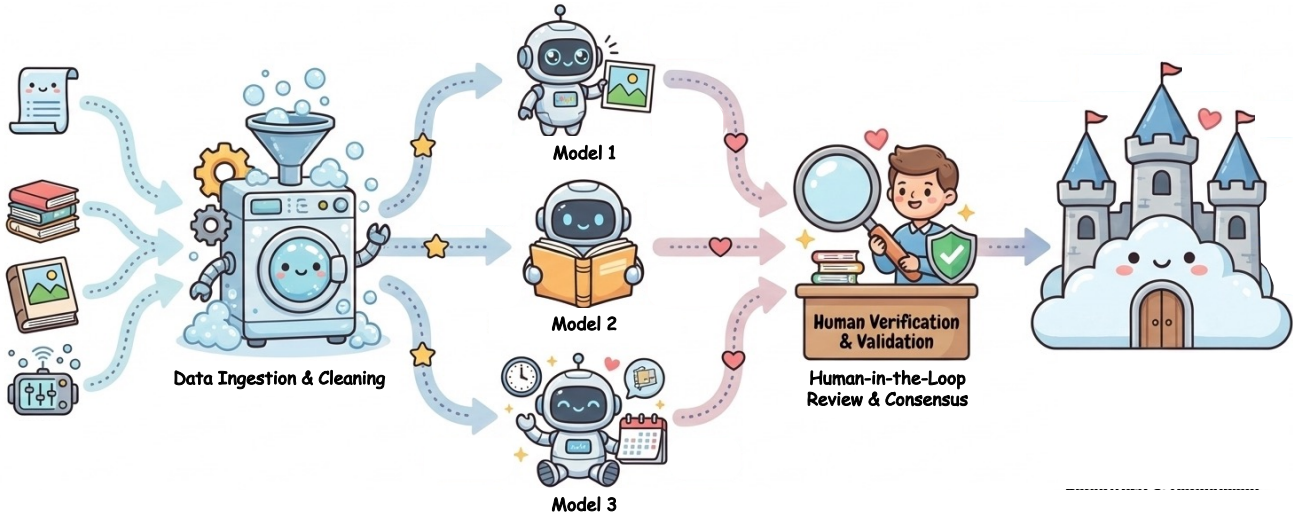 Model 1
Model 2
Human Verification
& Validation
Data Ingestion & Cleaning
Human-in-the-Loop
Review & Consensus
Model 3